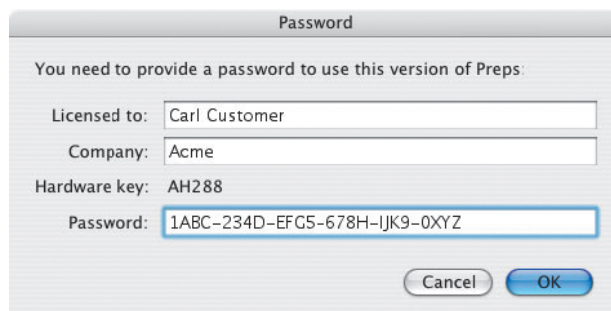 Password
You need to provide a password to use this version of Preps:
Licensed to: Carl Customer
Company: Acme
Hardware key: AH288
Password: 1ABC-234D-EFG5-678H-IJK9-0XYZ
Cancel OK